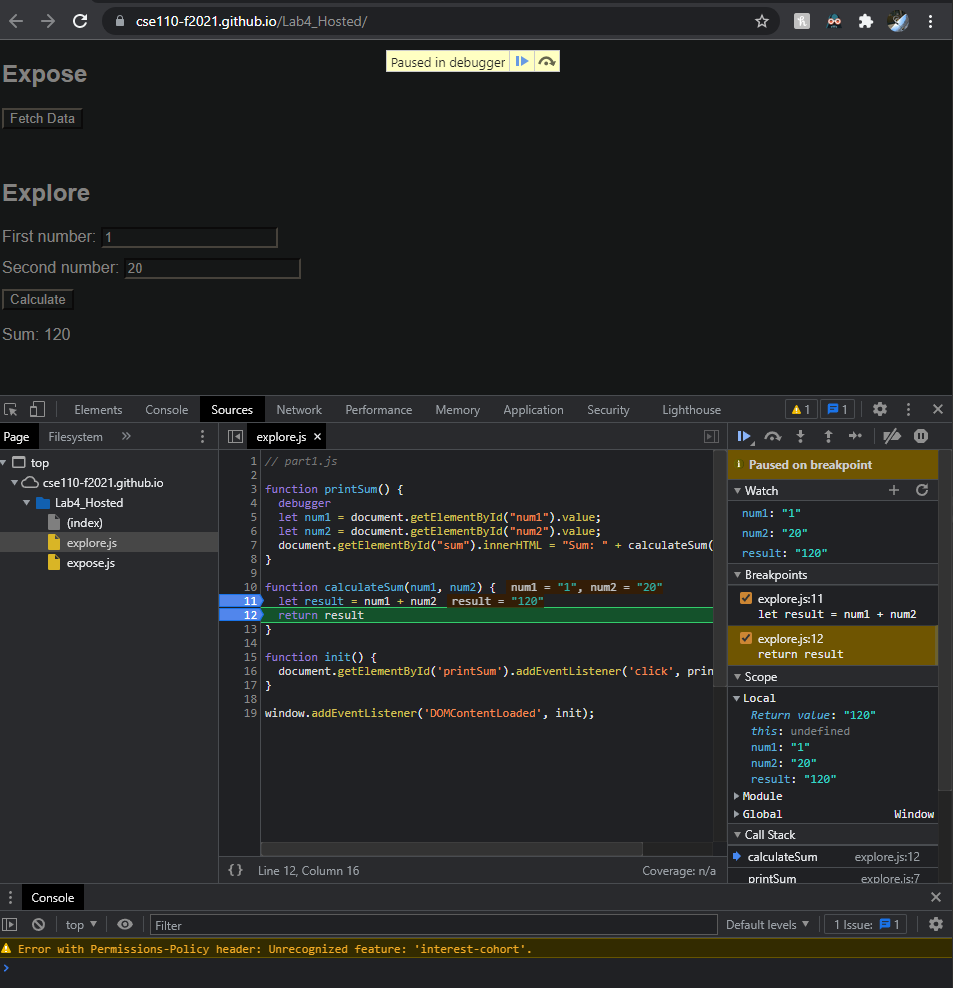 cse110-f2021.github.io/Lab4_Hosted/
Paused in debugger
Expose
Fetch Data
Explore
First number: 1
Second number: 20
Calculate
Sum: 120
Elements Console Sources Network Performance Memory Application Security Lighthouse 1 1
Page Filesystem » explore.js ×
top
cse110-f2021.github.io
Lab4_Hosted
(index)
explore.js
expose.js
1 // part1.js
2
3 function printSum() {
4 debugger
5 let num1 = document.getElementById("num1").value;
6 let num2 = document.getElementById("num2").value;
7 document.getElementById("sum").innerHTML = "Sum: " + calculateSum(
8 }
9
10 function calculateSum(num1, num2) { num1 = "1", num2 = "20"
11 let result = num1 + num2 result = "120"
12 return result
13 }
14
15 function init() {
16 document.getElementById('printSum').addEventListener('click', prin
17 }
18
19 window.addEventListener('DOMContentLoaded', init);
{} Line 12, Column 16 Coverage: n/a
Paused on breakpoint
Watch
num1: "1"
num2: "20"
result: "120"
Breakpoints
explore.js:11
let result = num1 + num2
explore.js:12
return result
Scope
Local
Return value: "120"
this: undefined
num1: "1"
num2: "20"
result: "120"
Module
Global Window
Call Stack
calculateSum explore.js:12
printSum explore.js:7
Console
top Filter Default levels 1 Issue: 1
Error with Permissions-Policy header: Unrecognized feature: 'interest-cohort'.